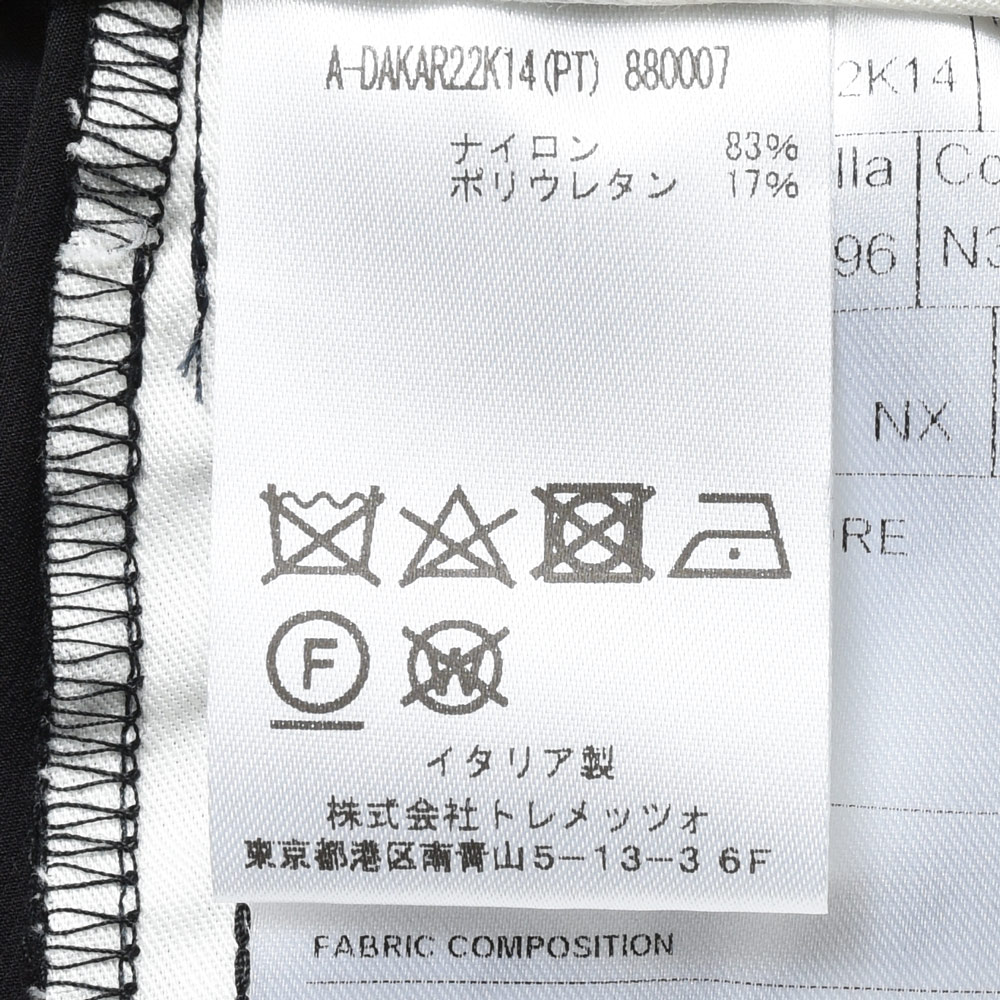 A-DAKAR22K14(PT) 880007
ナイロン 83%
ポリウレタン 17%
F
W
イタリア製
株式会社トレメッツォ
東京都港区南青山5-13-3 6F
2K14
lla Co
96 N3
NX
RE
FABRIC COMPOSITION